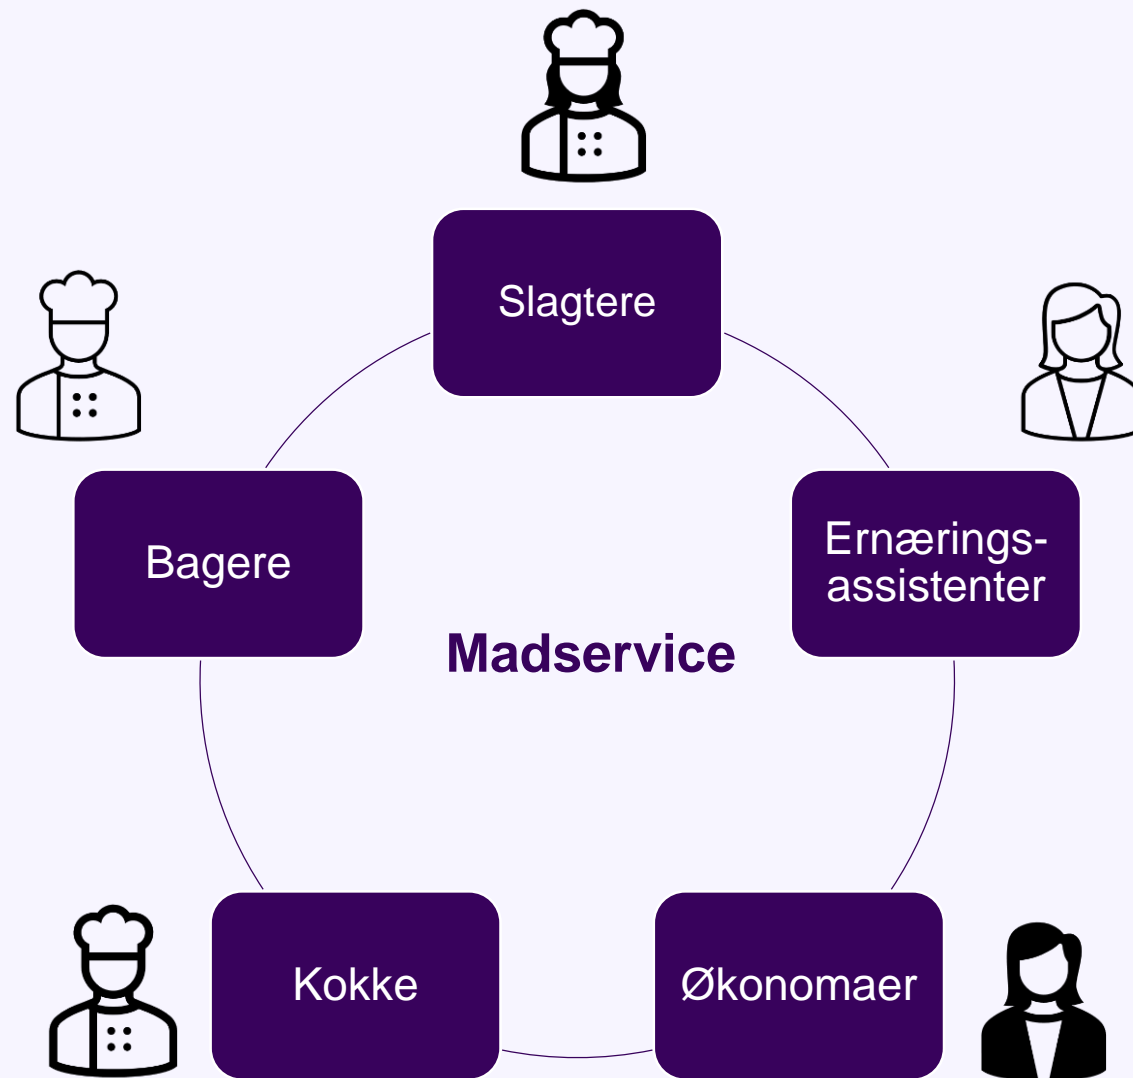 Slagtere
Bagere
Ernærings-
assistenter
Madservice
Kokke
Økonomaer